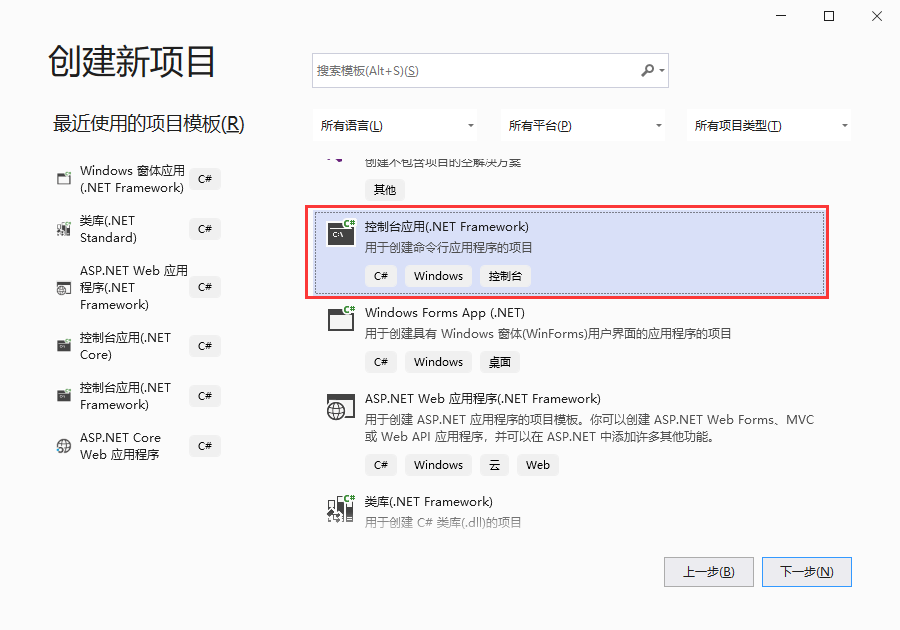 创建新项目
最近使用的项目模板(R)
Windows 窗体应用
(.NET Framework)
C#
类库(.NET
Standard)
C#
ASP.NET Web 应用
程序(.NET
Framework)
C#
控制台应用(.NET
Core)
C#
控制台应用(.NET
Framework)
C#
ASP.NET Core
Web 应用程序
C#
搜索模板(Alt+S)(S)
所有语言(L)
所有平台(P)
所有项目类型(T)
创建不包含项目的空解决方案
其他
控制台应用(.NET Framework)
用于创建命令行应用程序的项目
C# Windows 控制台
Windows Forms App (.NET)
用于创建具有 Windows 窗体(WinForms)用户界面的应用程序的项目
C# Windows 桌面
ASP.NET Web 应用程序(.NET Framework)
用于创建 ASP.NET 应用程序的项目模板。你可以创建 ASP.NET Web Forms、MVC
或 Web API 应用程序，并可以在 ASP.NET 中添加许多其他功能。
C# Windows 云 Web
类库(.NET Framework)
用于创建 C# 类库(.dll)的项目
上一步(B)
下一步(N)